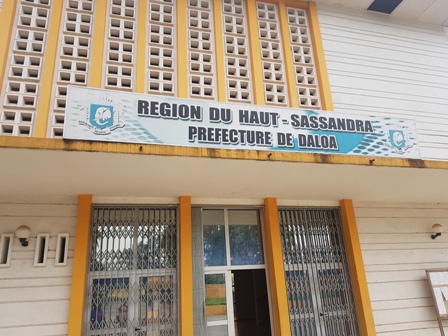 REGION DU HAUT - SASSANDRA
PREFECTURE DE DALOA